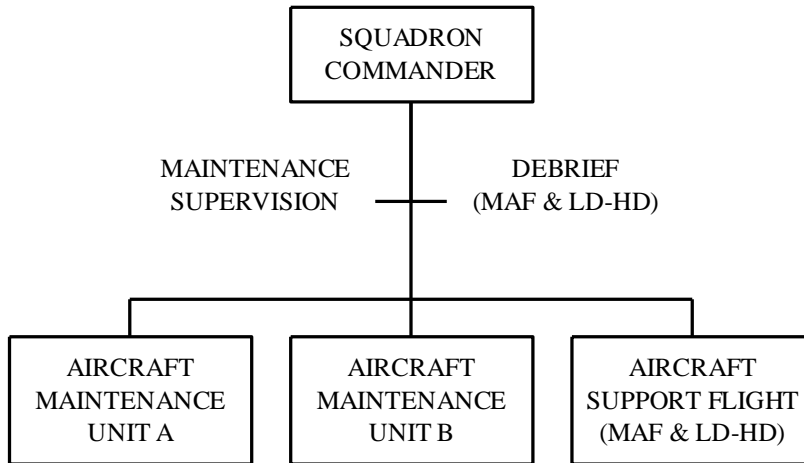 SQUADRON
COMMANDER
MAINTENANCE
SUPERVISION
DEBRIEF
(MAF & LD-HD)
AIRCRAFT
MAINTENANCE
UNIT A
AIRCRAFT
MAINTENANCE
UNIT B
AIRCRAFT
SUPPORT FLIGHT
(MAF & LD-HD)